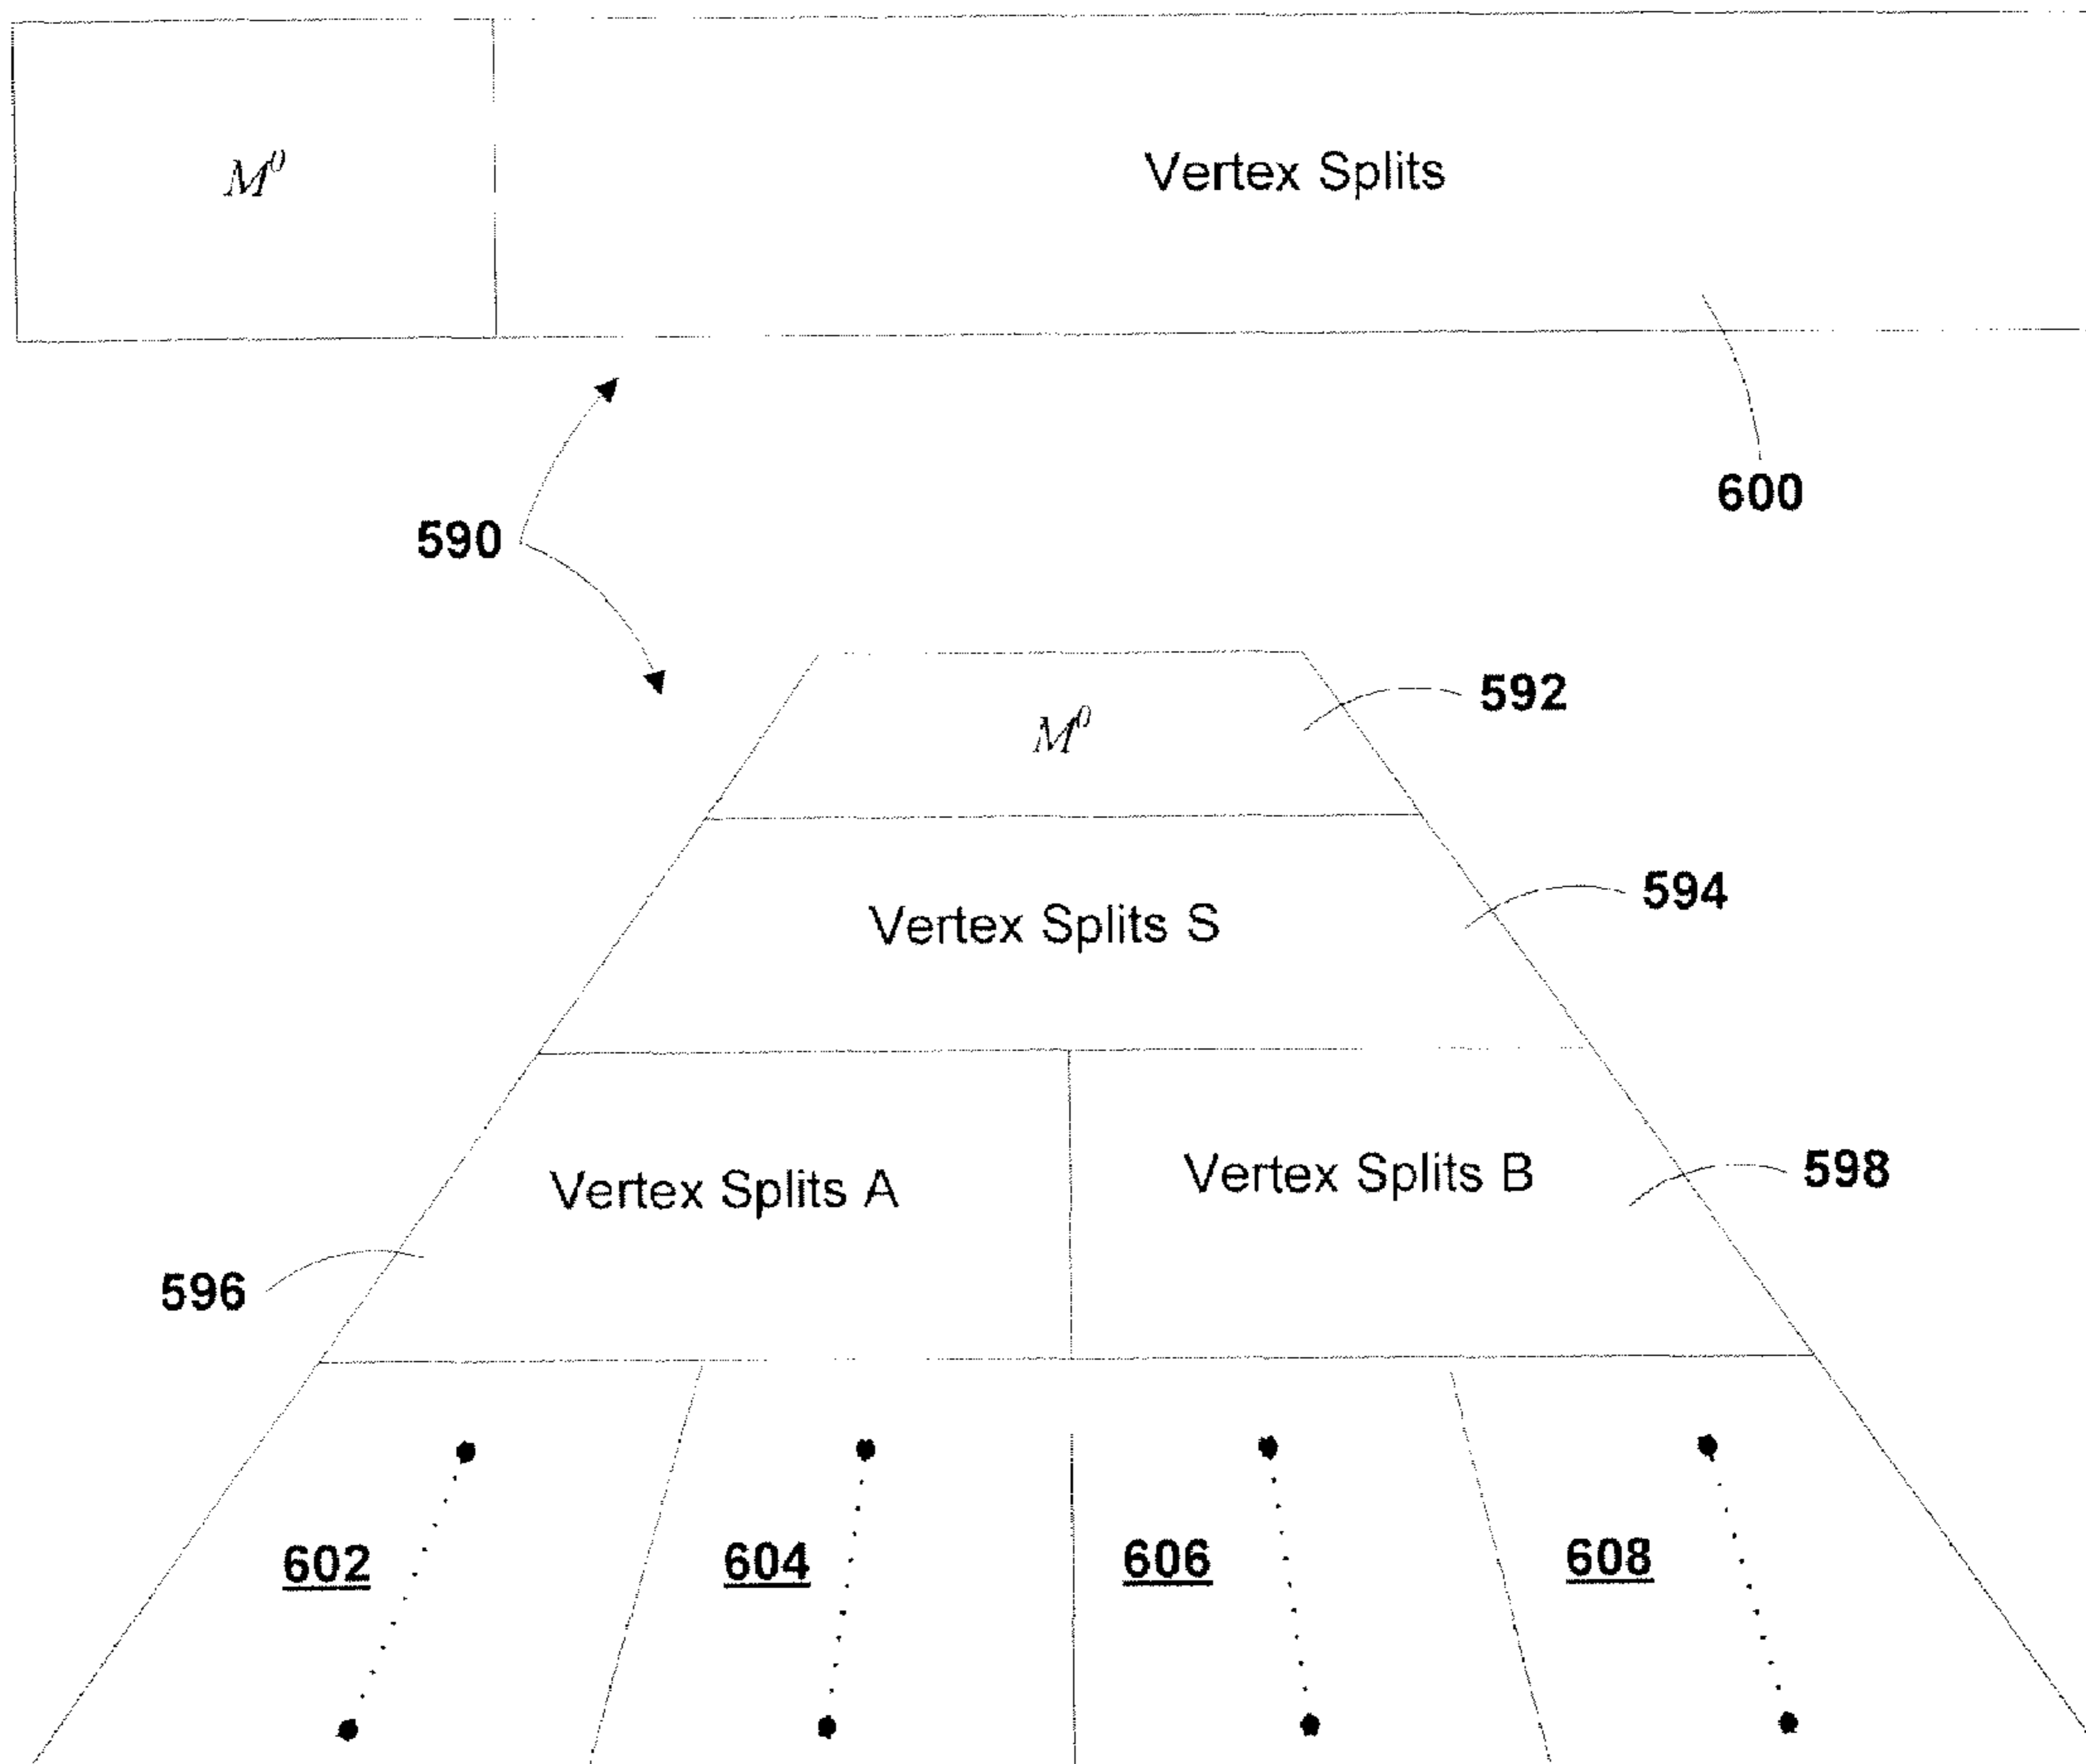 M⁰
Vertex Splits
600
590
592
M⁰
594
Vertex Splits S
598
Vertex Splits A
Vertex Splits B
596
602
604
606
608